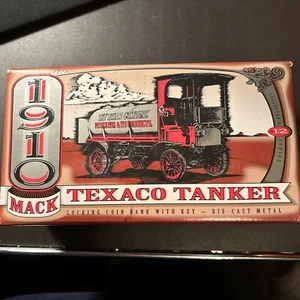 1910
MACK
TEXACO TANKER
12
LOCKING COIN BANK WITH KEY – DIE-CAST METAL